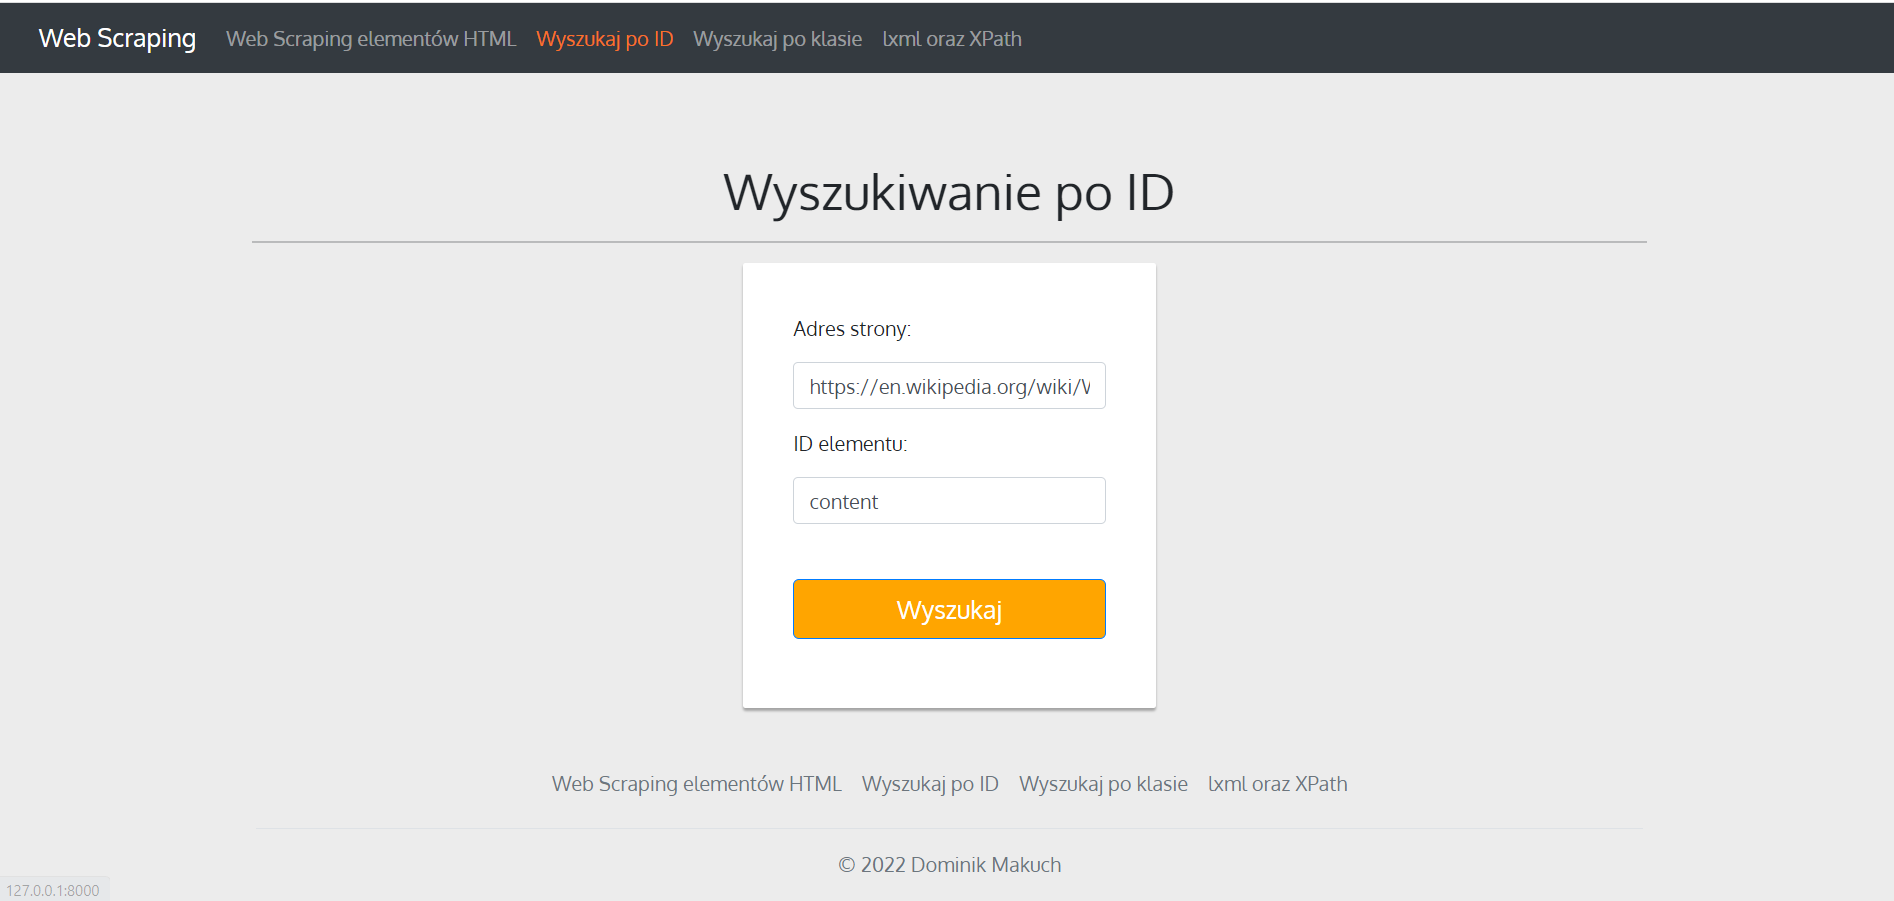 Web Scraping Web Scraping elementów HTML Wyszukaj po ID Wyszukaj po klasie lxml oraz XPath
Wyszukiwanie po ID
Adres strony:
https://en.wikipedia.org/wiki/
ID elementu:
content
Wyszukaj
Web Scraping elementów HTML Wyszukaj po ID Wyszukaj po klasie lxml oraz XPath
© 2022 Dominik Makuch
127.0.0.1:8000